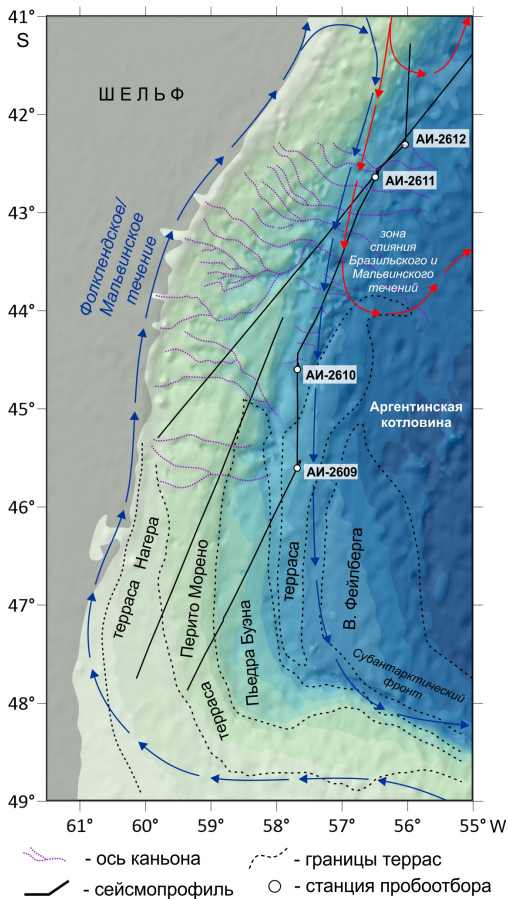 41°
S
42°
43°
44°
45°
46°
47°
48°
49°
ШЕЛЬФ
Фолклендское/
Мальвинское
течение
АИ-2612
АИ-2611
зона
слияния
Бразильского и
Мальвинского
течений
АИ-2610
Аргентинская
котловина
АИ-2609
терраса Нагера
Перито Морено
терраса
Пьедра Буэна
терраса
В. Фейлберга
Субантарктический
фронт
61° 60° 59° 58° 57° 56° 55° W
- ось каньона
- границы террас
- сейсмопрофиль
- станция пробоотбора